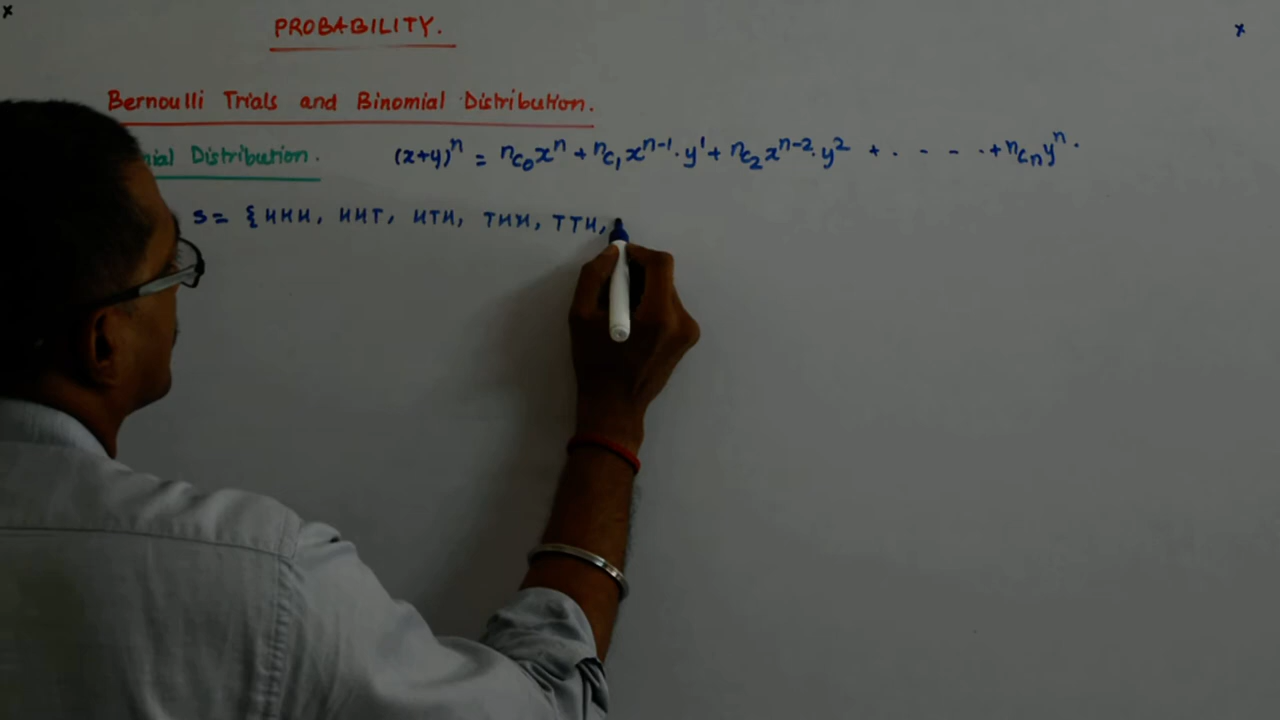 x
x
PROBABILITY.
Bernoulli Trials and Binomial Distribution.
Distribution. (x+y)^n = nC0 x^n + nC1 x^n-1 . y^1 + nC2 x^n-2 . y^2 + . - - - . + nCn y^n .
S = { HHH, HHT, HTH, THH, TTH,